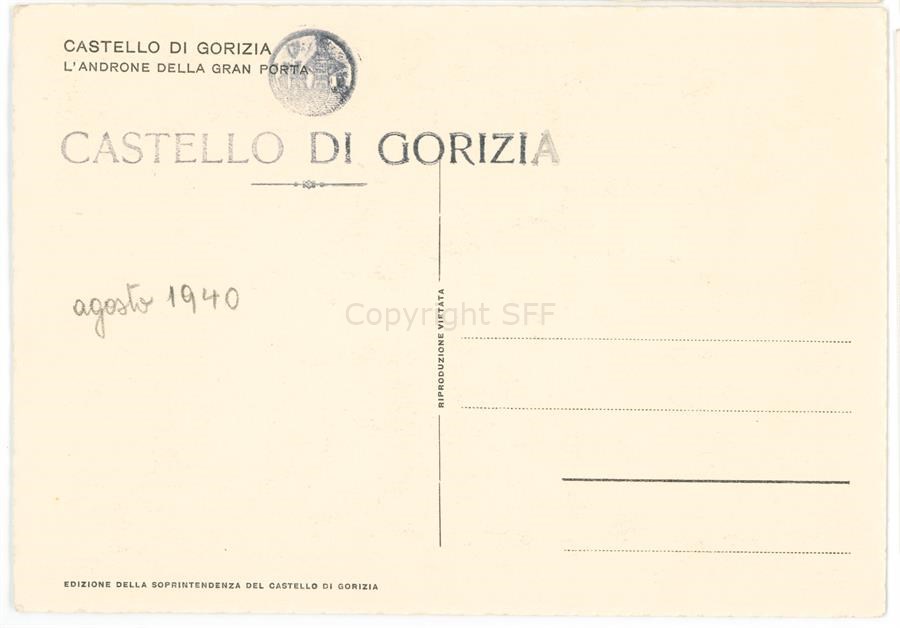 CASTELLO DI GORIZIA
L'ANDRONE DELLA GRAN PORTA
CASTELLO DI GORIZIA
agosto 1940
Copyright SFF
RIPRODUZIONE VIETATA
EDIZIONE DELLA SOPRINTENDENZA DEL CASTELLO DI GORIZIA